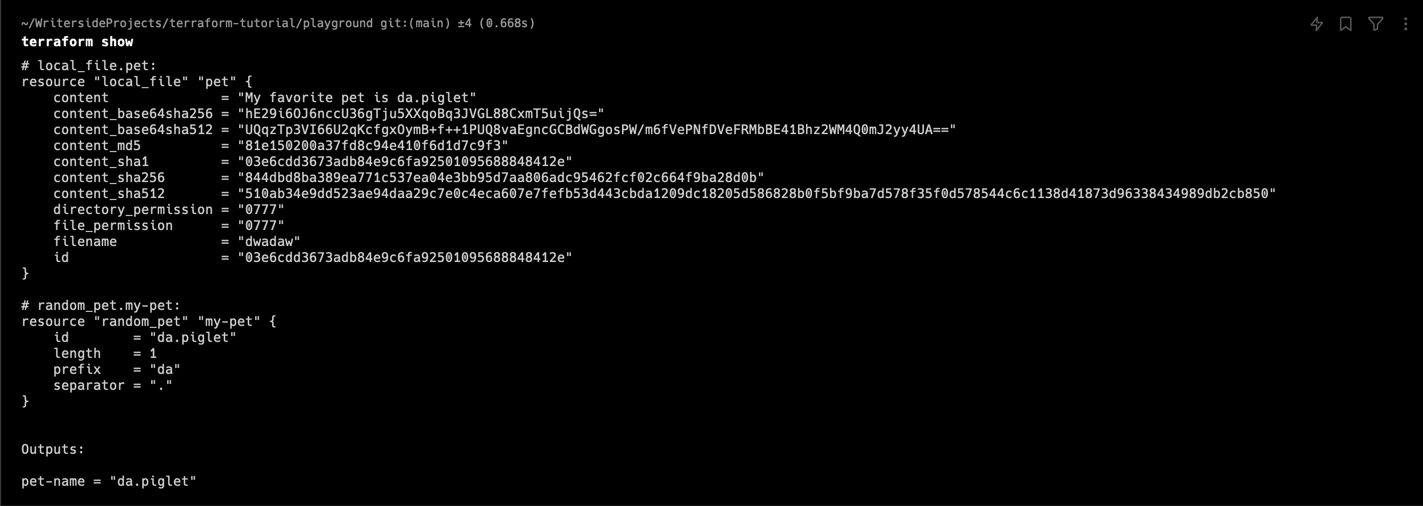 ~/WritersideProjects/terraform-tutorial/playground git:(main) ±4 (0.668s)
terraform show
# local_file.pet:
resource "local_file" "pet" {
    content              = "My favorite pet is da.piglet"
    content_base64sha256 = "hE29i6OJ6nccU36gTju5XXqoBq3JVGL88CxmT5uijQs="
    content_base64sha512 = "UQqzTp3VI66U2qKcfgxOymB+f++1PUQ8vaEgncGCBdWGgosPW/m6fVePNfDVeFRMbBE41Bhz2WM4Q0mJ2yy4UA=="
    content_md5          = "81e150200a37fd8c94e410f6d1d7c9f3"
    content_sha1         = "03e6cdd3673adb84e9c6fa92501095688848412e"
    content_sha256       = "844dbd8ba389ea771c537ea04e3bb95d7aa806adc95462fcf02c664f9ba28d0b"
    content_sha512       = "510ab34e9dd523ae94daa29c7e0c4eca607e7fefb53d443cbda1209dc18205d586828b0f5bf9ba7d578f35f0d578544c6c1138d41873d96338434989db2cb850"
    directory_permission = "0777"
    file_permission      = "0777"
    filename             = "dwadaw"
    id                   = "03e6cdd3673adb84e9c6fa92501095688848412e"
}
# random_pet.my-pet:
resource "random_pet" "my-pet" {
    id        = "da.piglet"
    length    = 1
    prefix    = "da"
    separator = "."
}
Outputs:
pet-name = "da.piglet"